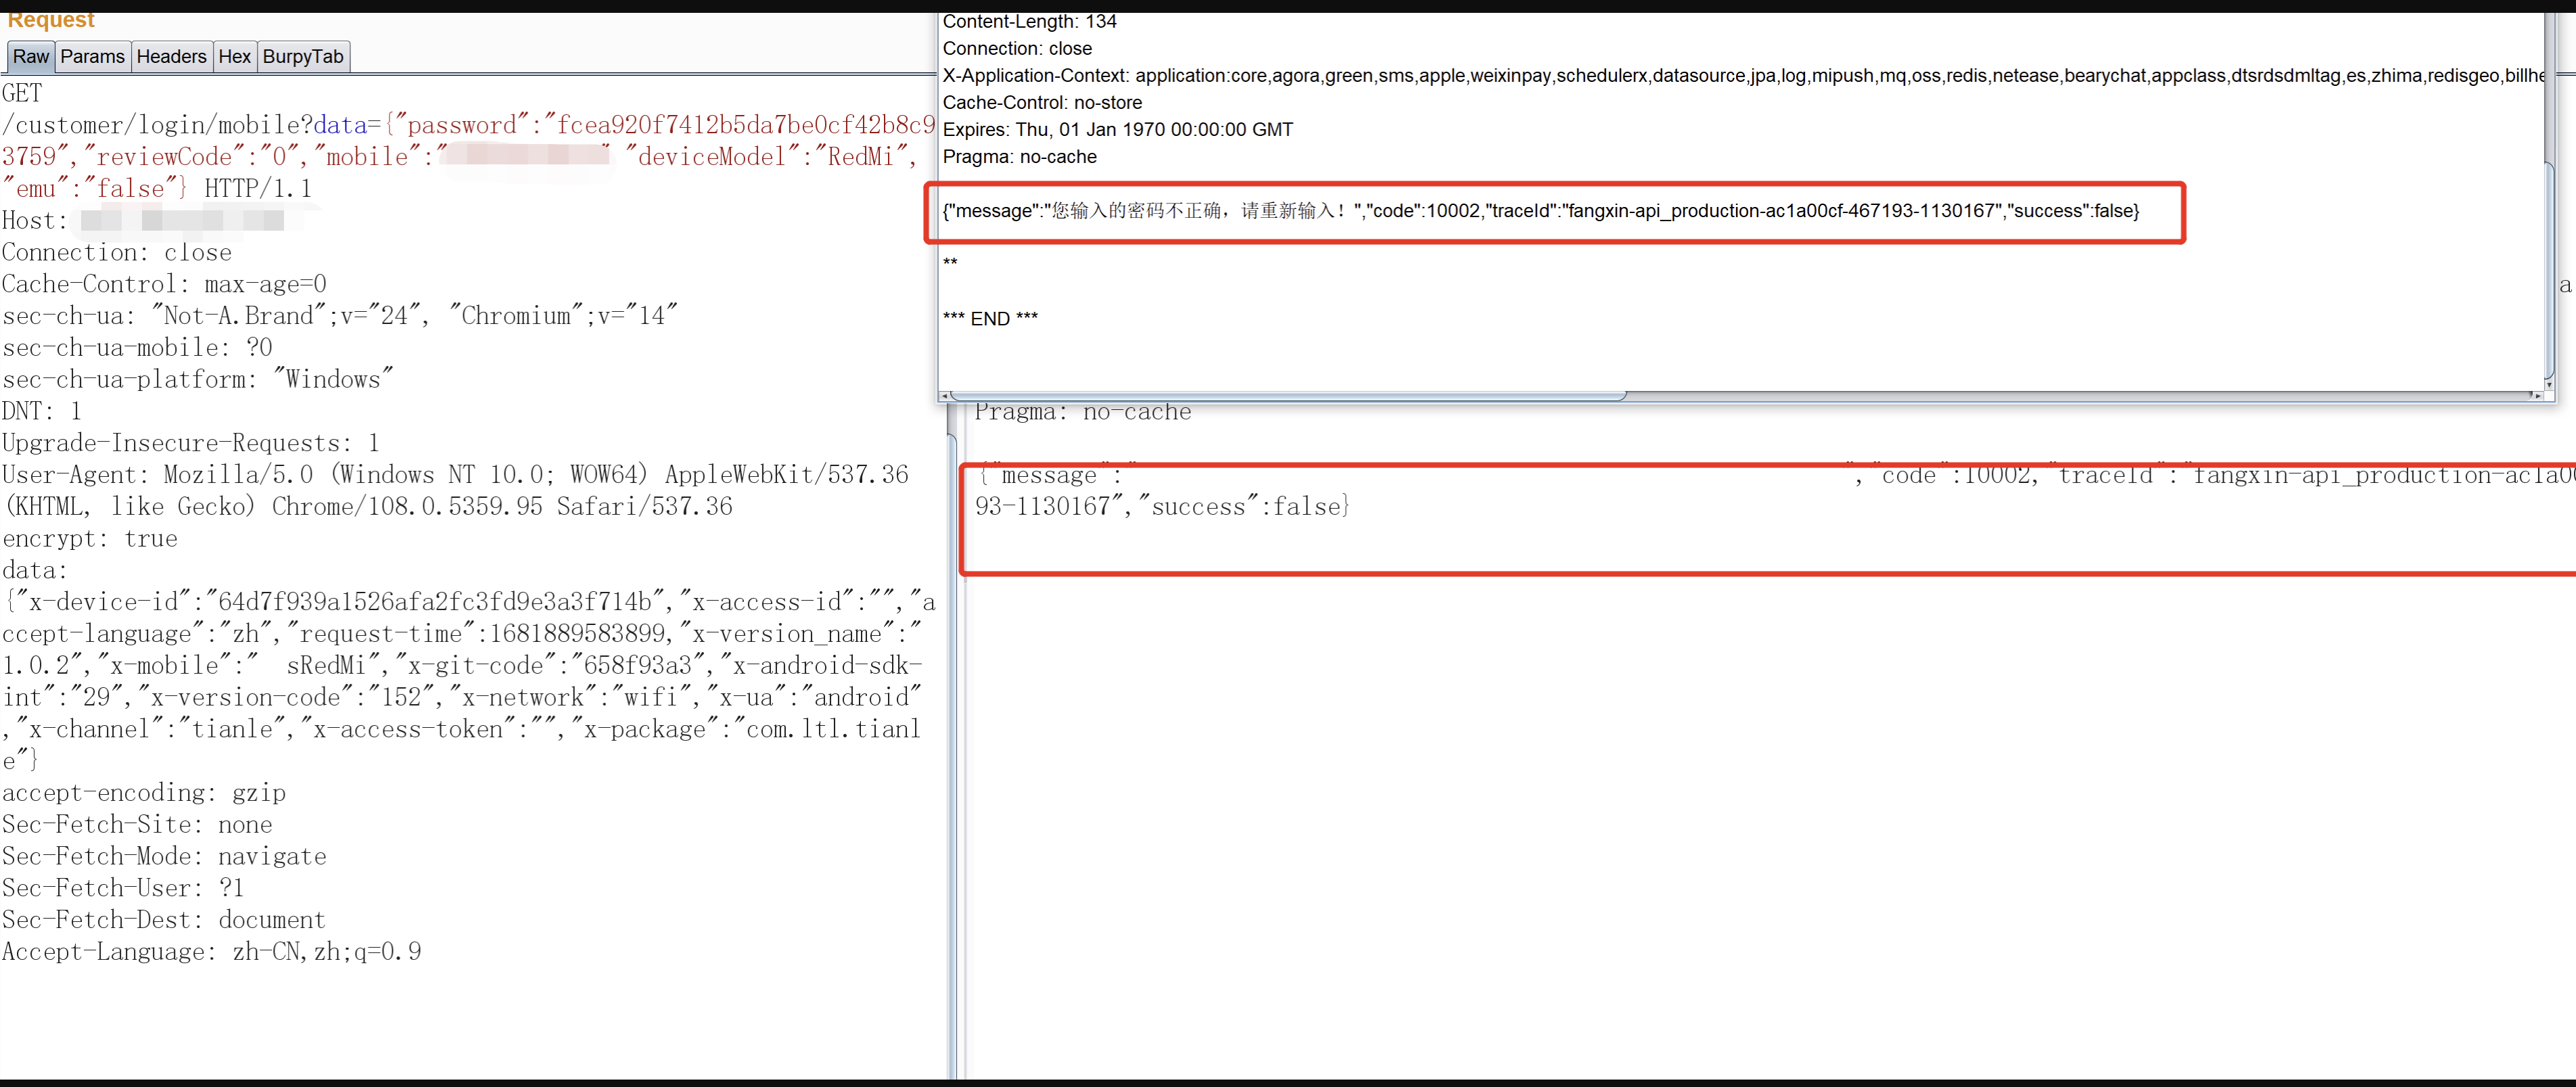 Request
Raw Params Headers Hex BurpyTab
GET
/customer/login/mobile?data={"password":"fcea920f7412b5da7be0cf42b8c9
3759","reviewCode":"0","mobile":" " "deviceModel":"RedMi",
"emu":"false"} HTTP/1.1
Host:
Connection: close
Cache-Control: max-age=0
sec-ch-ua: "Not-A.Brand";v="24", "Chromium";v="14"
sec-ch-ua-mobile: ?0
sec-ch-ua-platform: "Windows"
DNT: 1
Upgrade-Insecure-Requests: 1
User-Agent: Mozilla/5.0 (Windows NT 10.0; WOW64) AppleWebKit/537.36
(KHTML, like Gecko) Chrome/108.0.5359.95 Safari/537.36
encrypt: true
data:
{"x-device-id":"64d7f939a1526afa2fc3fd9e3a3f714b","x-access-id":"","a
ccept-language":"zh","request-time":1681889583899,"x-version_name":"
1.0.2","x-mobile":"  sRedMi","x-git-code":"658f93a3","x-android-sdk-
int":"29","x-version-code":"152","x-network":"wifi","x-ua":"android"
,"x-channel":"tianle","x-access-token":"","x-package":"com.ltl.tianl
e"}
accept-encoding: gzip
Sec-Fetch-Site: none
Sec-Fetch-Mode: navigate
Sec-Fetch-User: ?1
Sec-Fetch-Dest: document
Accept-Language: zh-CN,zh;q=0.9
Content-Length: 134
Connection: close
X-Application-Context: application:core,agora,green,sms,apple,weixinpay,schedulerx,datasource,jpa,log,mipush,mq,oss,redis,netease,bearychat,appclass,dtsrdsdmltag,es,zhima,redisgeo,billhe
Cache-Control: no-store
Expires: Thu, 01 Jan 1970 00:00:00 GMT
Pragma: no-cache
{"message":"您输入的密码不正确，请重新输入！","code":10002,"traceId":"fangxin-api_production-ac1a00cf-467193-1130167","success":false}
**
*** END ***
a
Pragma: no-cache
{"message":" ","code":10002,"traceId":"fangxin-api_production-ac1a00
93-1130167","success":false}